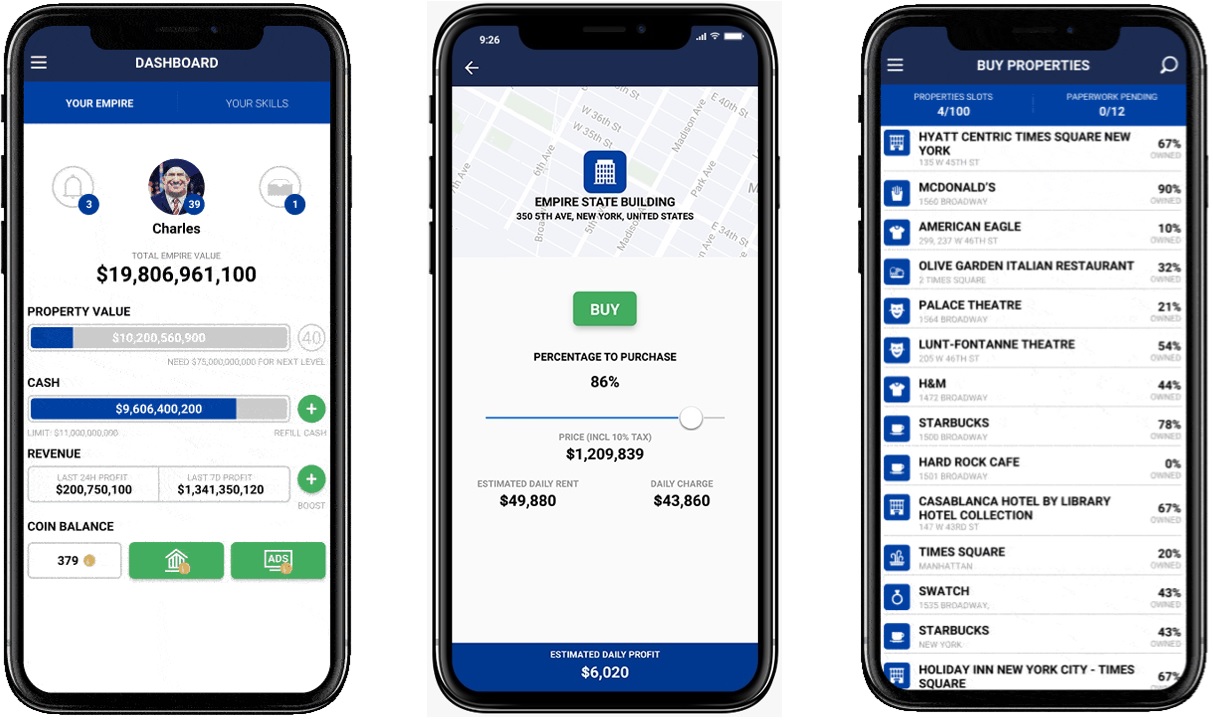 DASHBOARD
YOUR EMPIRE
YOUR SKILLS
3
39
1
Charles
TOTAL EMPIRE VALUE
$19,806,961,100
PROPERTY VALUE
$10,200,560,900
40
NEED $75,000,000,000 FOR NEXT LEVEL
CASH
$9,606,400,200
+
LIMIT: $11,000,000,000
REFILL CASH
REVENUE
LAST 24H PROFIT
LAST 7D PROFIT
$200,750,100
$1,341,350,120
+
BOOST
COIN BALANCE
379
ADS
9:26
W 36th St
W 35th St
6th Ave
Madison Ave
E 40th St
Park Ave
EMPIRE STATE BUILDING
350 5TH AVE, NEW YORK, UNITED STATES
5th Ave
Madison Ave
E 34th St
BUY
PERCENTAGE TO PURCHASE
86%
PRICE (INCL 10% TAX)
$1,209,839
ESTIMATED DAILY RENT
DAILY CHARGE
$49,880
$43,860
ESTIMATED DAILY PROFIT
$6,020
BUY PROPERTIES
PROPERTIES SLOTS
PAPERWORK PENDING
4/100
0/12
HYATT CENTRIC TIMES SQUARE NEW
YORK
135 W 45TH ST
67%
OWNED
MCDONALD'S
1560 BROADWAY
90%
OWNED
AMERICAN EAGLE
299, 237 W 46TH ST
10%
OWNED
OLIVE GARDEN ITALIAN RESTAURANT
2 TIMES SQUARE
32%
OWNED
PALACE THEATRE
1564 BROADWAY
21%
OWNED
LUNT-FONTANNE THEATRE
205 W 46TH ST
54%
OWNED
H&M
1472 BROADWAY
44%
OWNED
STARBUCKS
1500 BROADWAY
78%
OWNED
HARD ROCK CAFE
1501 BROADWAY
0%
OWNED
CASABLANCA HOTEL BY LIBRARY
HOTEL COLLECTION
147 W 43RD ST
67%
OWNED
TIMES SQUARE
MANHATTAN
20%
OWNED
SWATCH
1535 BROADWAY,
43%
OWNED
STARBUCKS
NEW YORK
43%
OWNED
HOLIDAY INN NEW YORK CITY - TIMES
SQUARE
67%